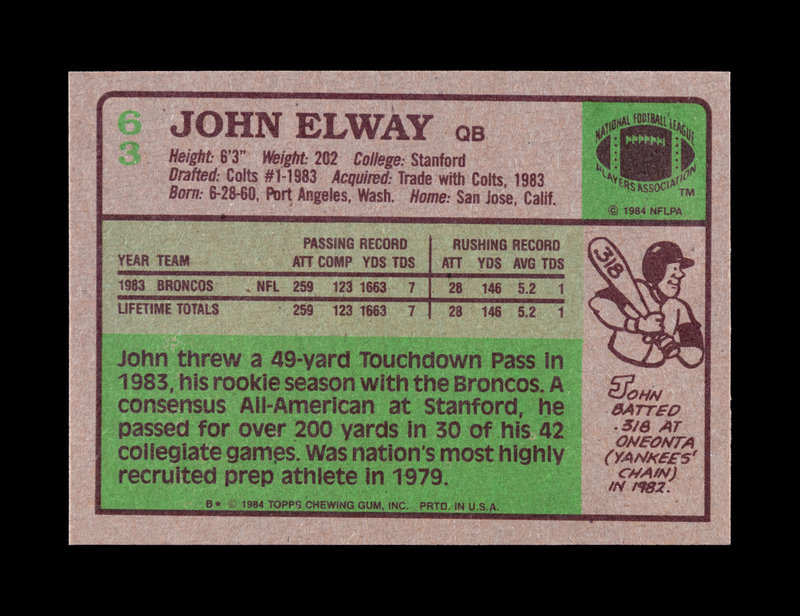 63
JOHN ELWAY QB
Height: 6'3" Weight: 202 College: Stanford
Drafted: Colts #1-1983 Acquired: Trade with Colts, 1983
Born: 6-28-60, Port Angeles, Wash. Home: San Jose, Calif.
NATIONAL FOOTBALL LEAGUE
PLAYERS ASSOCIATION
TM
© 1984 NFLPA
PASSING RECORD RUSHING RECORD
YEAR TEAM ATT COMP YDS TDS ATT YDS AVG TDS
1983 BRONCOS NFL 259 123 1663 7 28 146 5.2 1
LIFETIME TOTALS 259 123 1663 7 28 146 5.2 1
John threw a 49-yard Touchdown Pass in
1983, his rookie season with the Broncos. A
consensus All-American at Stanford, he
passed for over 200 yards in 30 of his 42
collegiate games. Was nation's most highly
recruited prep athlete in 1979.
318
JOHN
BATTED
.318 AT
ONEONTA
(YANKEES'
CHAIN)
IN 1982.
B★ © 1984 TOPPS CHEWING GUM, INC. PRTD. IN U.S.A.